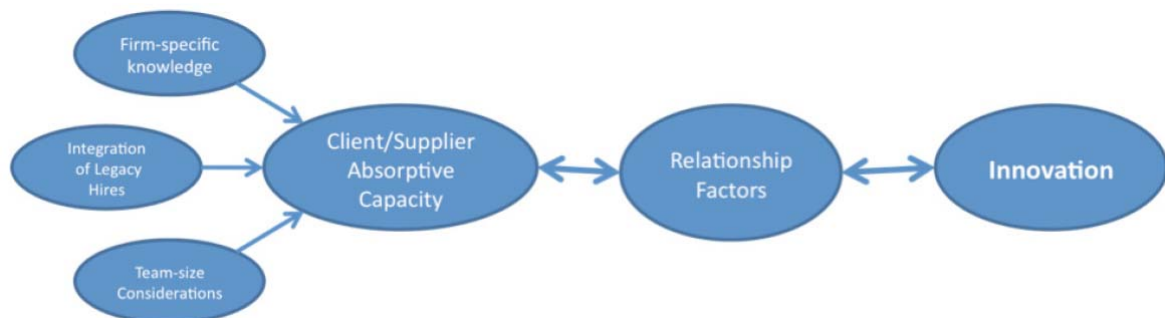 Firm-specific
knowledge
Integration
of Legacy
Hires
Team-size
Considerations
Client/Supplier
Absorptive
Capacity
Relationship
Factors
Innovation